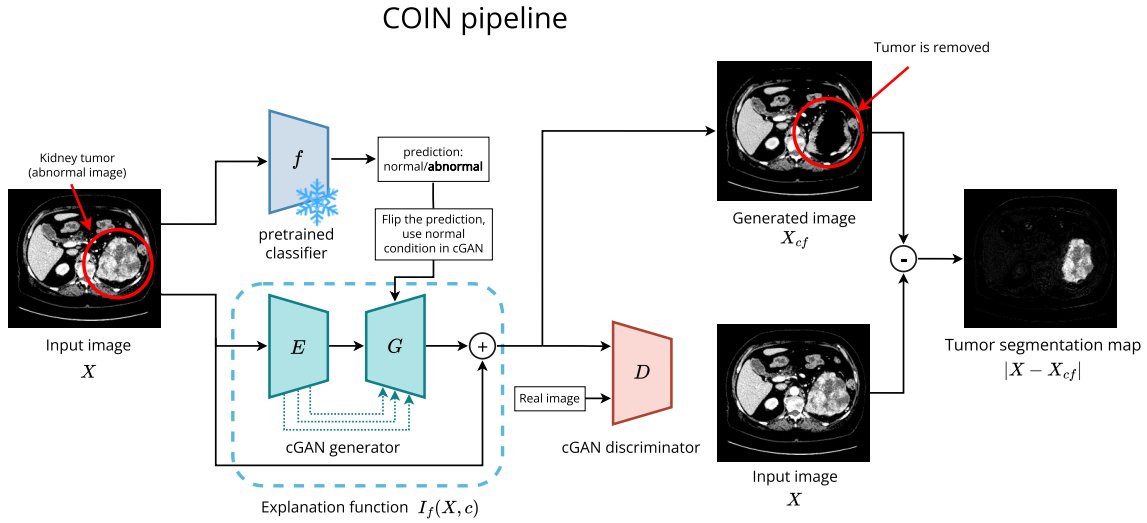 COIN pipeline
Tumor is removed
Kidney tumor
(abnormal image)
f
prediction:
normal/abnormal
pretrained
classifier
Flip the prediction,
use normal
condition in cGAN
Input image
X
E
G
+
cGAN generator
Explanation function I_f(X, c)
Real image
D
cGAN discriminator
Generated image
X_cf
-
Input image
X
Tumor segmentation map
|X − X_cf|